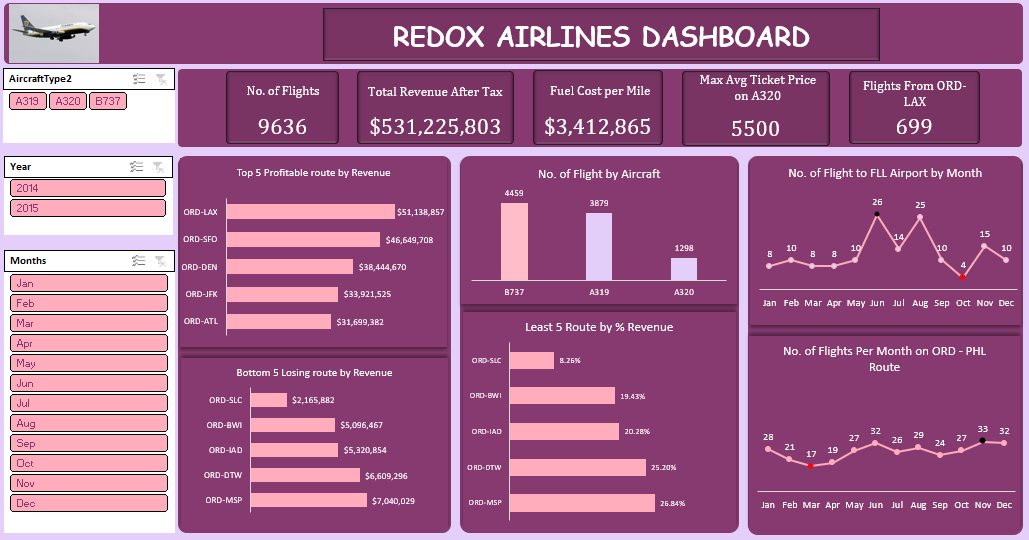 REDOX AIRLINES DASHBOARD
AircraftType2
A319 A320 B737
No. of Flights
9636
Total Revenue After Tax
$531,225,803
Fuel Cost per Mile
$3,412,865
Max Avg Ticket Price
on A320
5500
Flights From ORD-
LAX
699
Year
2014
2015
Months
Jan
Feb
Mar
Apr
May
Jun
Jul
Aug
Sep
Oct
Nov
Dec
Top 5 Profitable route by Revenue
ORD-LAX $51,138,857
ORD-SFO $46,649,708
ORD-DEN $38,444,670
ORD-JFK $33,921,525
ORD-ATL $31,699,382
Bottom 5 Losing route by Revenue
ORD-SLC $2,165,882
ORD-BWI $5,096,467
ORD-IAD $5,320,854
ORD-DTW $6,609,296
ORD-MSP $7,040,029
No. of Flight by Aircraft
4459 3879 1298
B737 A319 A320
Least 5 Route by % Revenue
ORD-SLC 8.26%
ORD-BWI 19.43%
ORD-IAD 20.28%
ORD-DTW 25.20%
ORD-MSP 26.84%
No. of Flight to FLL Airport by Month
8 10 8 8 10 26 14 25 10 4 15 10
Jan Feb Mar Apr May Jun Jul Aug Sep Oct Nov Dec
No. of Flights Per Month on ORD - PHL
Route
28 21 17 19 27 32 26 29 24 27 33 32
Jan Feb Mar Apr May Jun Jul Aug Sep Oct Nov Dec